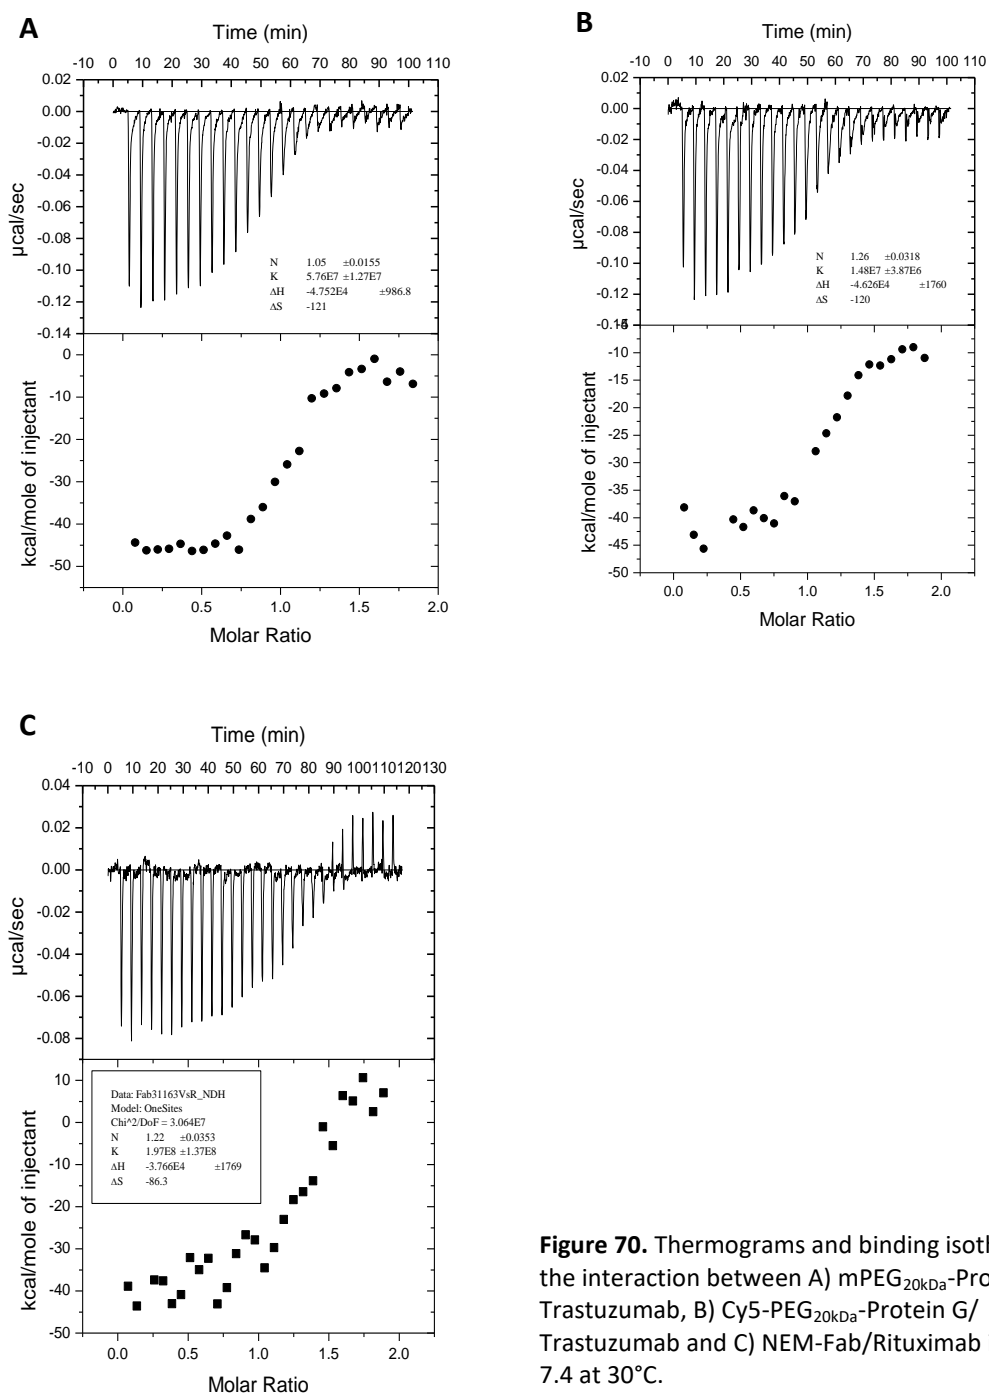 A
Time (min)
-10 0 10 20 30 40 50 60 70 80 90 100 110
0.02
0.00
-0.02
-0.04
-0.06
-0.08
-0.10
-0.12
-0.14
µcal/sec
N 1.05 ±0.0155
K 5.76E7 ±1.27E7
ΔH -4.752E4 ±986.8
ΔS -121
0
-10
-20
-30
-40
-50
kcal/mole of injectant
0.0 0.5 1.0 1.5 2.0
Molar Ratio
B
Time (min)
-10 0 10 20 30 40 50 60 70 80 90 100 110
0.02
0.00
-0.02
-0.04
-0.06
-0.08
-0.10
-0.12
µcal/sec
N 1.26 ±0.0318
K 1.48E7 ±3.87E6
ΔH -4.626E4 ±1760
ΔS -120
-10
-15
-20
-25
-30
-35
-40
-45
-50
kcal/mole of injectant
0.0 0.5 1.0 1.5 2.0
Molar Ratio
C
Time (min)
-10 0 10 20 30 40 50 60 70 80 90 100 110 120 130
0.04
0.02
0.00
-0.02
-0.04
-0.06
-0.08
µcal/sec
Data: Fab31163VsR_NDH
Model: OneSites
Chi^2/DoF = 3.064E7
N 1.22 ±0.0353
K 1.97E8 ±1.37E8
ΔH -3.766E4 ±1769
ΔS -86.3
10
0
-10
-20
-30
-40
-50
kcal/mole of injectant
0.0 0.5 1.0 1.5 2.0
Molar Ratio
Figure 70. Thermograms and binding isoth
the interaction between A) mPEG20kDa-Pro
Trastuzumab, B) Cy5-PEG20kDa-Protein G/
Trastuzumab and C) NEM-Fab/Rituximab
7.4 at 30°C.